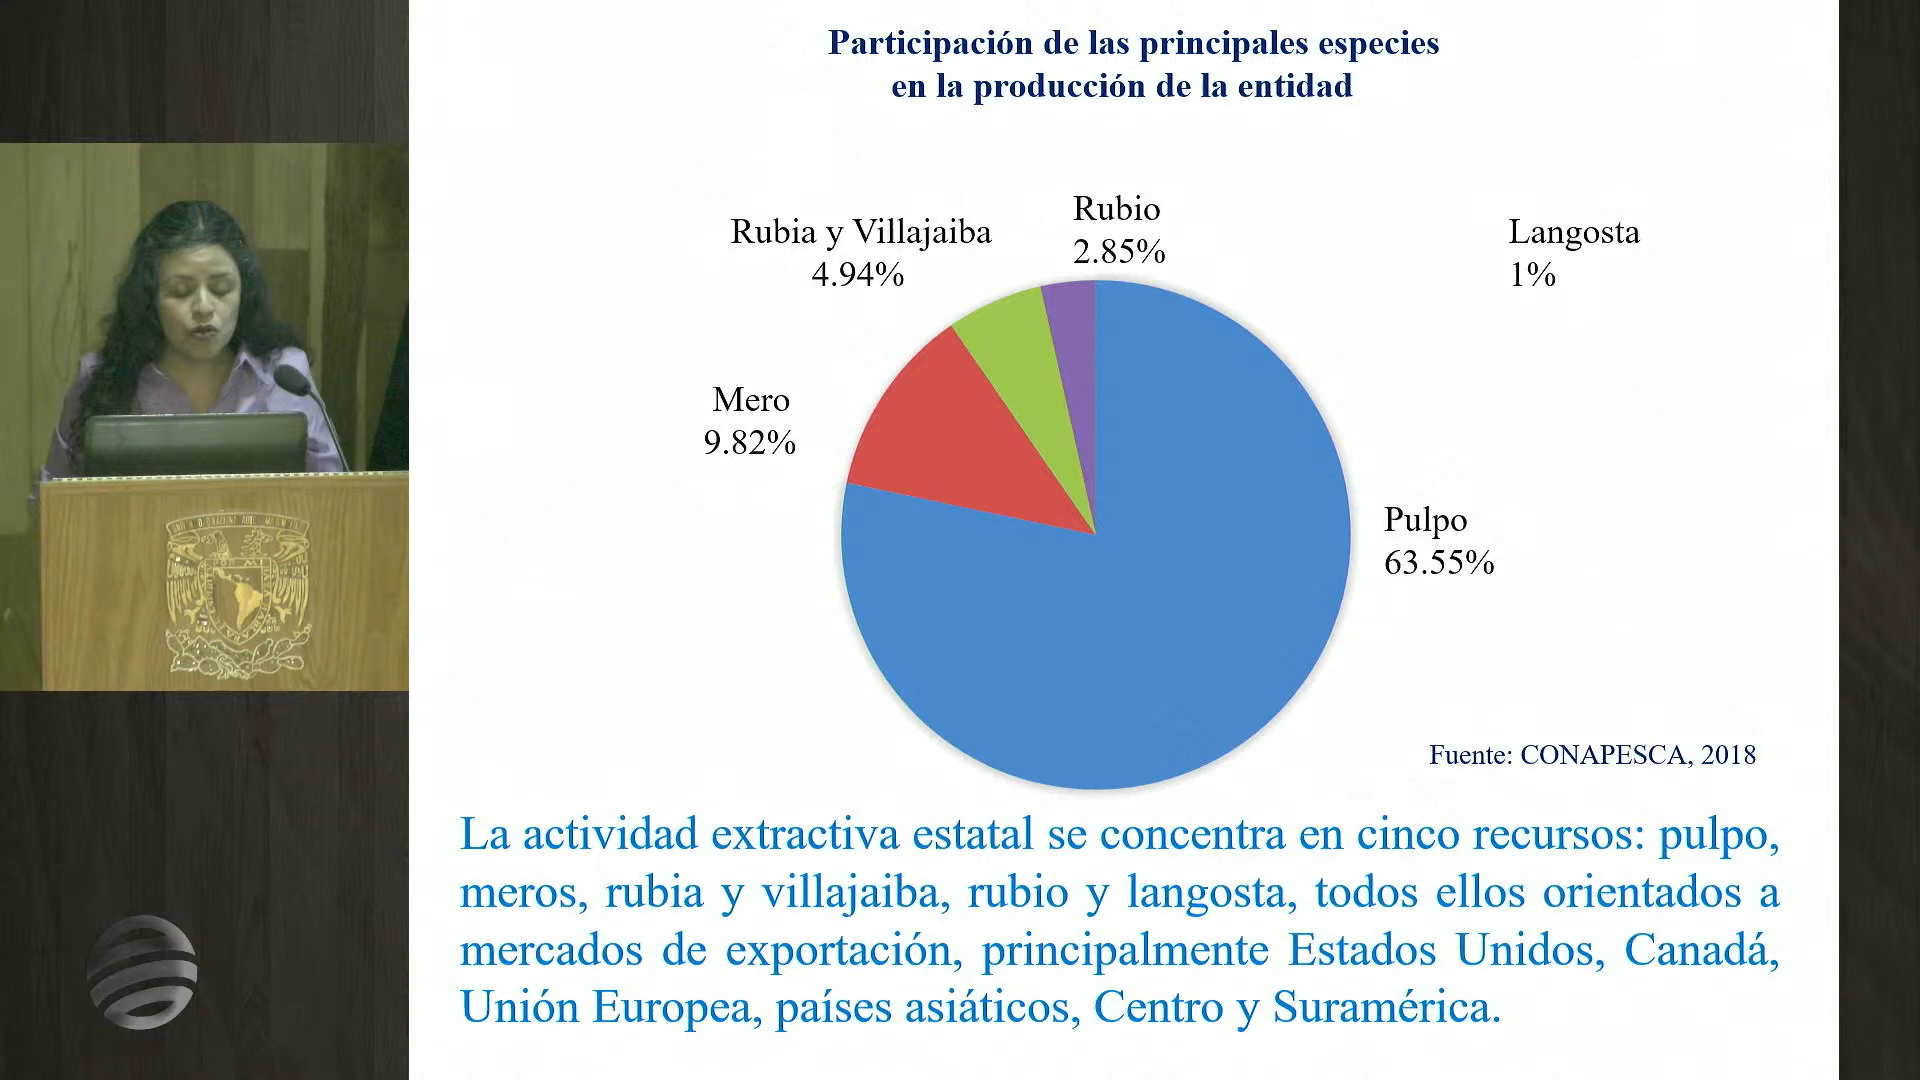 Participación de las principales especies
en la producción de la entidad
Rubia y Villajaiba
4.94%
Rubio
2.85%
Langosta
1%
Mero
9.82%
Pulpo
63.55%
Fuente: CONAPESCA, 2018
La actividad extractiva estatal se concentra en cinco recursos: pulpo,
meros, rubia y villajaiba, rubio y langosta, todos ellos orientados a
mercados de exportación, principalmente Estados Unidos, Canadá,
Unión Europea, países asiáticos, Centro y Suramérica.